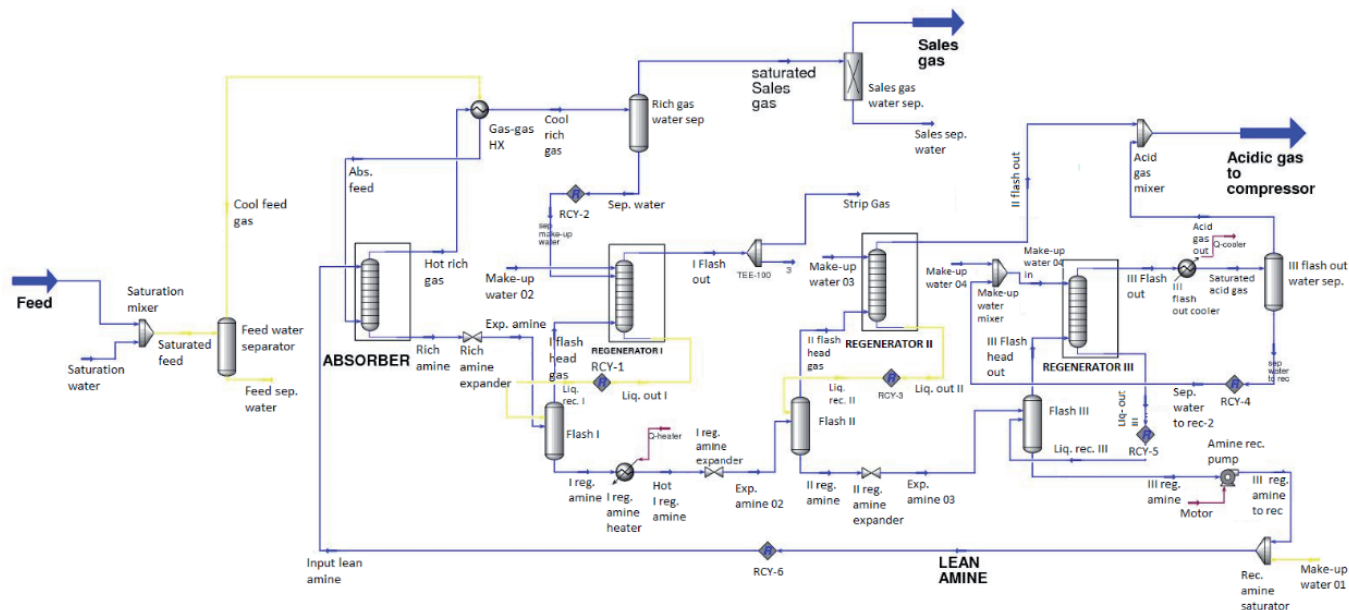 Sales
gas
saturated
Sales
gas
Sales gas
water sep.
Sales sep.
water
Rich gas
water sep
Gas-gas
HX
Cool
rich
gas
Abs.
feed
Cool feed
gas
RCY-2
Sep. water
sep
make-up
water
Hot rich
gas
Make-up
water 02
I Flash
out
TEE-100
3
Strip Gas
Make-up
water 03
II flash out
Acid
gas
mixer
Acidic gas
to
compressor
Make-up
water 04
Make-up
water
mixer
Make-up
water 04
in
III Flash
out
III
flash
out cooler
Acid
gas
out
Q-cooler
Saturated
acid gas
III flash out
water sep.
Feed
Saturation
mixer
Saturated
feed
Saturation
water
Feed water
separator
Feed sep.
water
ABSORBER
Rich
amine
Rich
amine
expander
Exp. amine
I flash
head
gas
REGENERATOR I
RCY-1
Liq.
rec. I
Liq. out I
Flash I
Q-heater
I reg.
amine
I reg.
amine
heater
Hot
I reg.
amine
I reg.
amine
expander
Exp.
amine 02
II flash
head
gas
REGENERATOR II
Liq.
rec. II
RCY-3
Liq. out II
Flash II
II reg.
amine
II reg.
amine
expander
Exp.
amine 03
III Flash
head
out
REGENERATOR III
Liq- out
III
sep
water
to rec
RCY-4
Sep.
water
to rec-2
Flash III
Liq. rec. III
RCY-5
Amine rec.
pump
III reg.
amine
Motor
III reg.
amine
to rec
Input lean
amine
RCY-6
LEAN
AMINE
Rec.
amine
saturator
Make-up
water 01